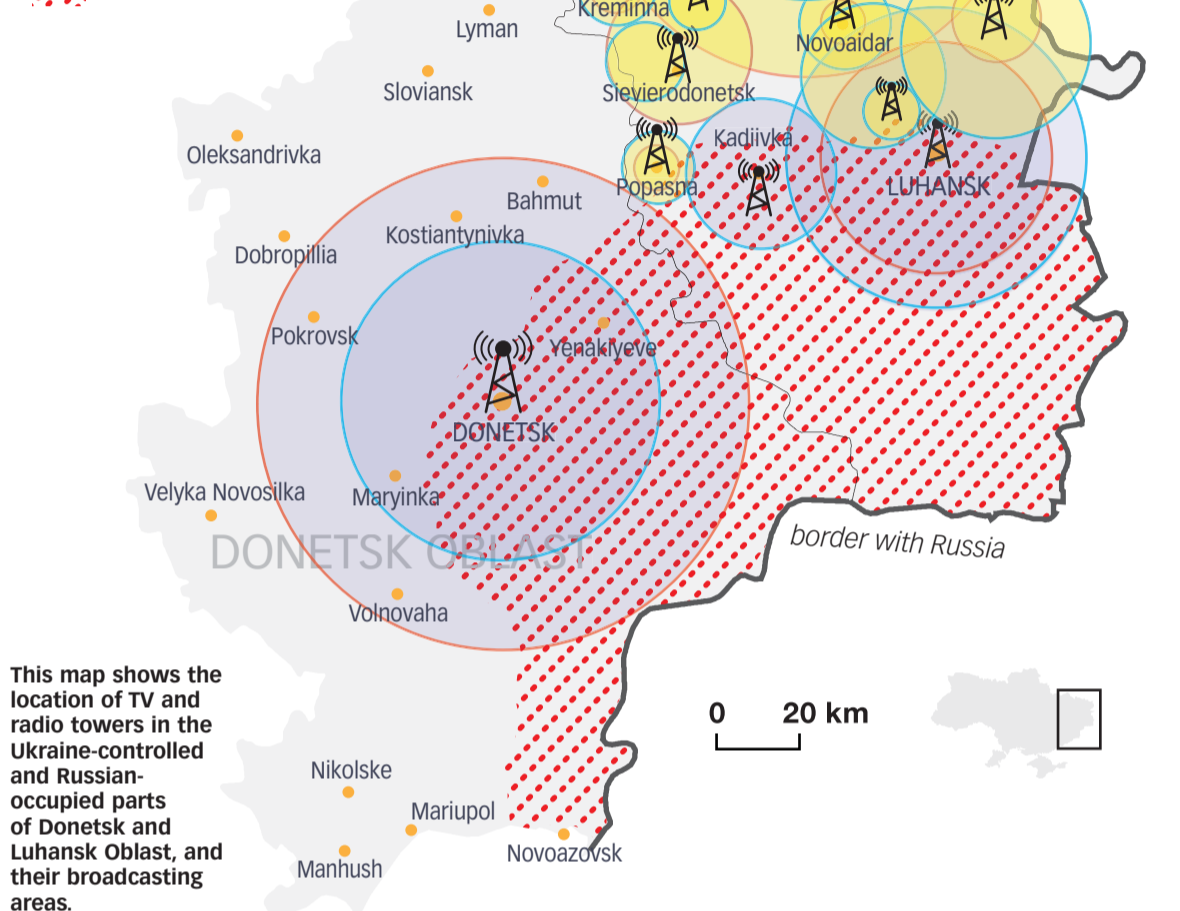 Kreminna
Lyman
Novoaidar
Sloviansk
Sievierodonetsk
Kadiivka
Oleksandrivka
Popasna
LUHANSK
Bahmut
Kostiantynivka
Dobropillia
Pokrovsk
Yenakiyeve
DONETSK
Velyka Novosilka
Maryinka
DONETSK OBLAST
border with Russia
Volnovaha
This map shows the
location of TV and
radio towers in the
Ukraine-controlled
and Russian-
occupied parts
of Donetsk and
Luhansk Oblast, and
their broadcasting
areas.
0 20 km
Nikolske
Mariupol
Manhush
Novoazovsk